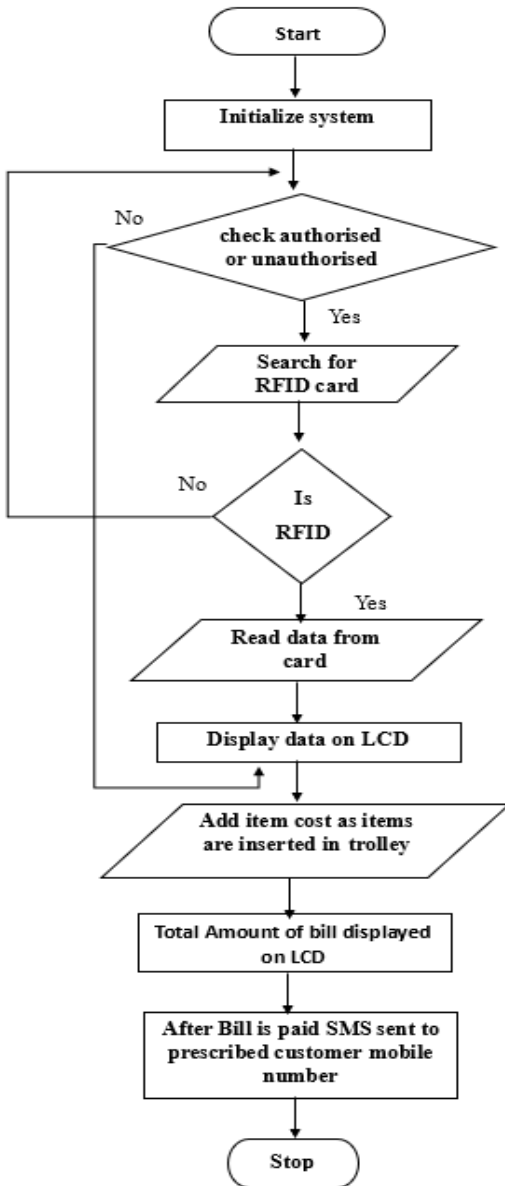 Start
Initialize system
No
check authorised
or unauthorised
Yes
Search for
RFID card
No
Is
RFID
Yes
Read data from
card
Display data on LCD
Add item cost as items
are inserted in trolley
Total Amount of bill displayed
on LCD
After Bill is paid SMS sent to
prescribed customer mobile
number
Stop